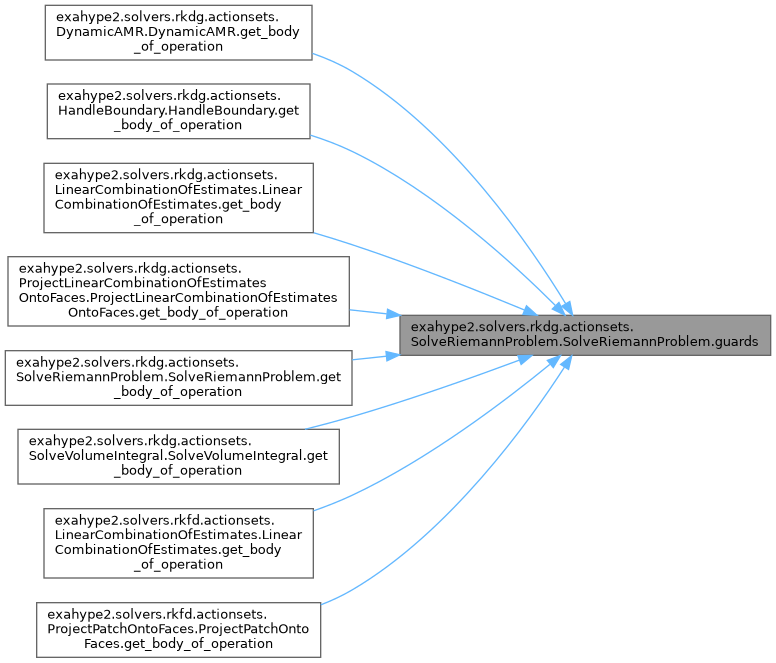 exahype2.solvers.rkdg.actionsets.
DynamicAMR.DynamicAMR.get_body
_of_operation
exahype2.solvers.rkdg.actionsets.
HandleBoundary.HandleBoundary.get
_body_of_operation
exahype2.solvers.rkdg.actionsets.
LinearCombinationOfEstimates.Linear
CombinationOfEstimates.get_body
_of_operation
exahype2.solvers.rkdg.actionsets.
ProjectLinearCombinationOfEstimates
OntoFaces.ProjectLinearCombinationOfEstimates
OntoFaces.get_body_of_operation
exahype2.solvers.rkdg.actionsets.
SolveRiemannProblem.SolveRiemannProblem.guards
exahype2.solvers.rkdg.actionsets.
SolveRiemannProblem.SolveRiemannProblem.get
_body_of_operation
exahype2.solvers.rkdg.actionsets.
SolveVolumeIntegral.SolveVolumeIntegral.get
_body_of_operation
exahype2.solvers.rkfd.actionsets.
LinearCombinationOfEstimates.Linear
CombinationOfEstimates.get_body
_of_operation
exahype2.solvers.rkfd.actionsets.
ProjectPatchOntoFaces.ProjectPatchOnto
Faces.get_body_of_operation